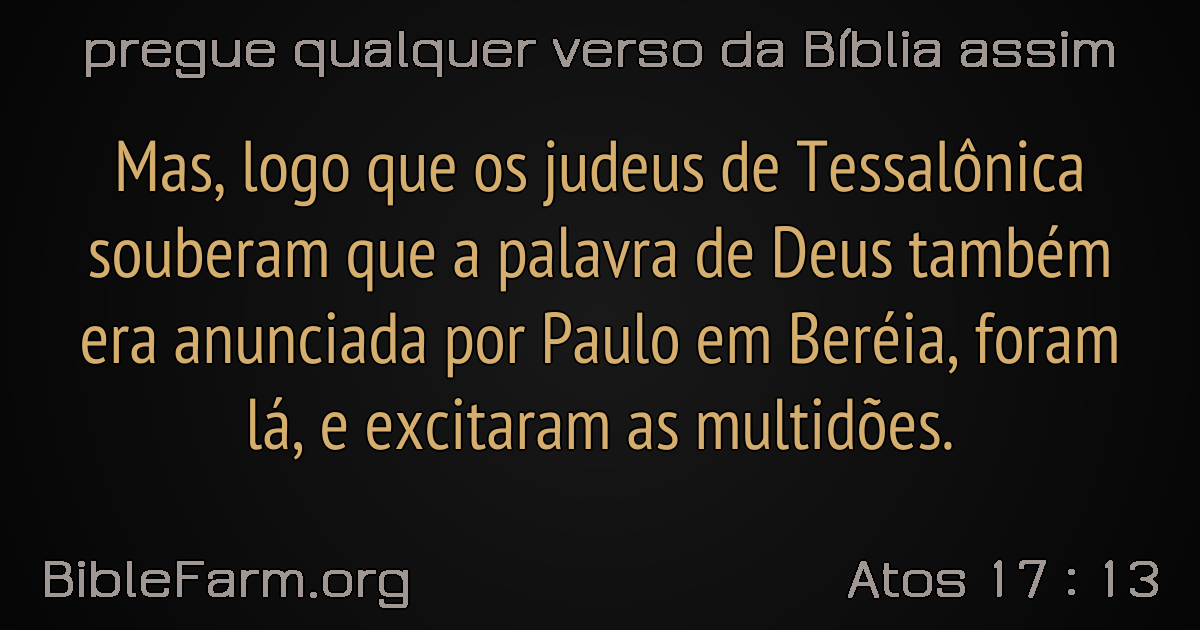 pregue qualquer verso da Bíblia assim
Mas, logo que os judeus de Tessalônica
souberam que a palavra de Deus também
era anunciada por Paulo em Beréia, foram
lá, e excitaram as multidões.
BibleFarm.org
Atos 17 : 13